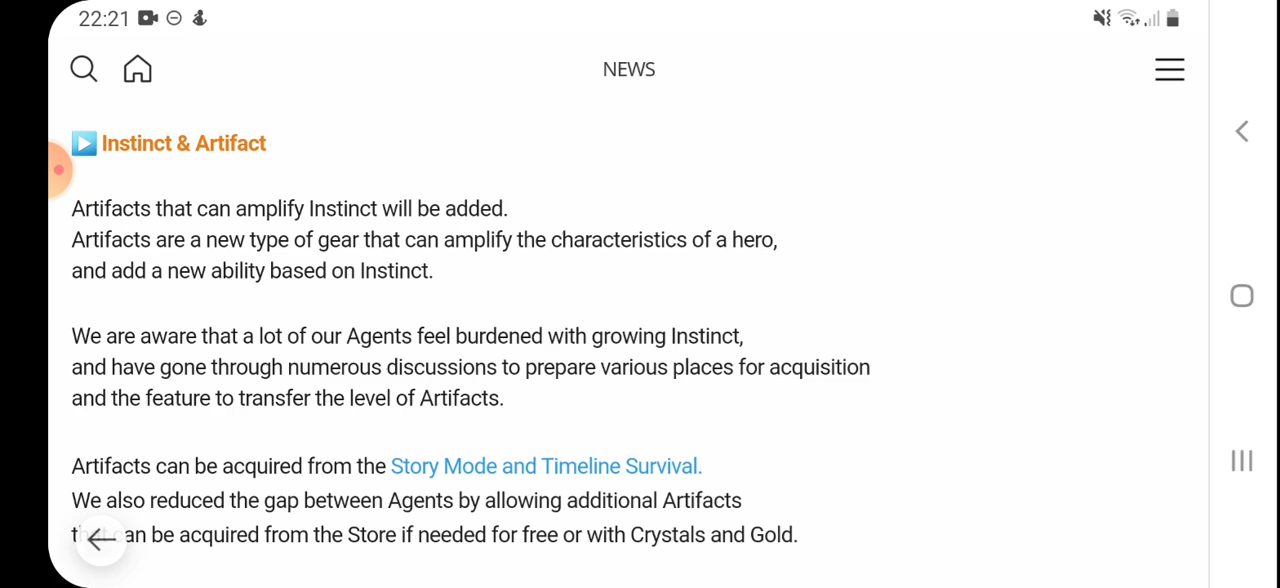 22:21
NEWS
Instinct & Artifact
Artifacts that can amplify Instinct will be added.
Artifacts are a new type of gear that can amplify the characteristics of a hero,
and add a new ability based on Instinct.
We are aware that a lot of our Agents feel burdened with growing Instinct,
and have gone through numerous discussions to prepare various places for acquisition
and the feature to transfer the level of Artifacts.
Artifacts can be acquired from the Story Mode and Timeline Survival.
We also reduced the gap between Agents by allowing additional Artifacts
that can be acquired from the Store if needed for free or with Crystals and Gold.